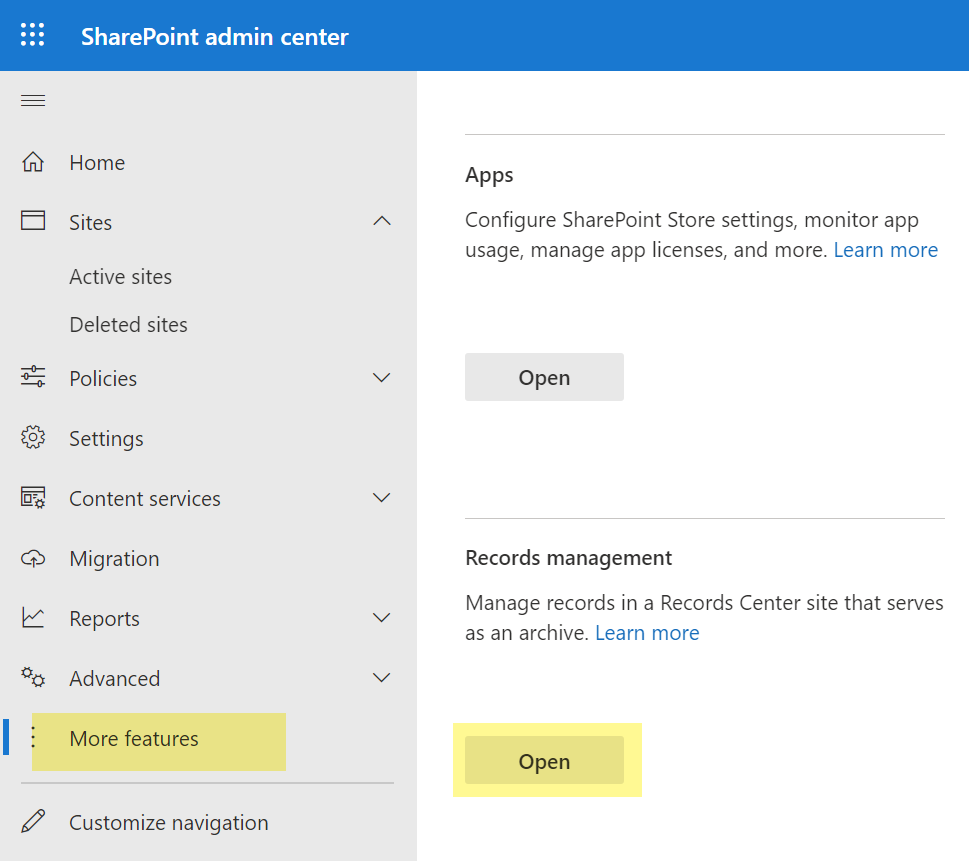 SharePoint admin center
Home
Sites
Active sites
Deleted sites
Policies
Settings
Content services
Migration
Reports
Advanced
More features
Customize navigation
Apps
Configure SharePoint Store settings, monitor app
usage, manage app licenses, and more. Learn more
Open
Records management
Manage records in a Records Center site that serves
as an archive. Learn more
Open